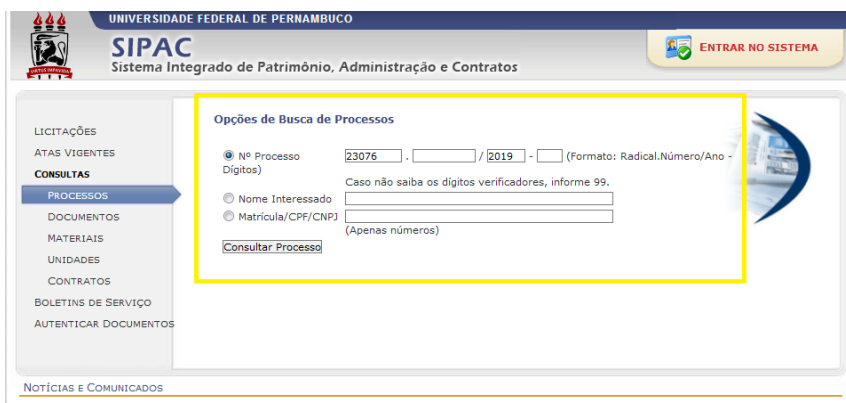 UNIVERSIDADE FEDERAL DE PERNAMBUCO
SIPAC
Sistema Integrado de Patrimônio, Administração e Contratos
ENTRAR NO SISTEMA
LICITAÇÕES
ATAS VIGENTES
CONSULTAS
PROCESSOS
DOCUMENTOS
MATERIAIS
UNIDADES
CONTRATOS
BOLETINS DE SERVIÇO
AUTENTICAR DOCUMENTOS
Opções de Busca de Processos
Nº Processo 23076 . / 2019 - (Formato: Radical.Número/Ano -
Dígitos)
Caso não saiba os dígitos verificadores, informe 99.
Nome Interessado
Matrícula/CPF/CNPJ
(Apenas números)
Consultar Processo
NOTÍCIAS E COMUNICADOS